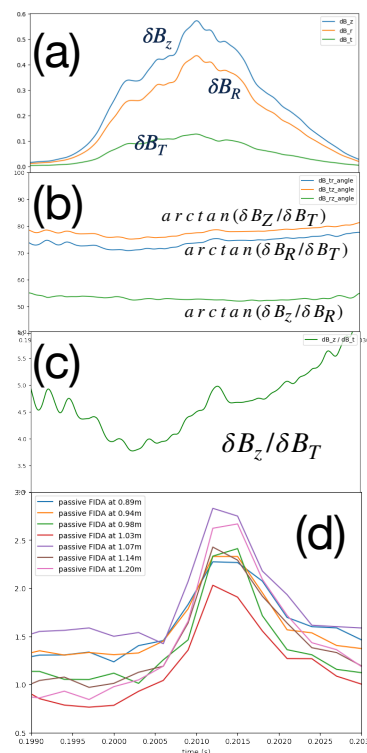 0.6
dB_z
dB_r
dB_t
(a)
δB_z
0.5
0.4
δB_R
0.3
0.2
δB_T
0.1
0.0
100
dB_tr_angle
dB_tz_angle
dB_rz_angle
(b)
90
80
arctan(δB_Z/δB_T)
70
arctan(δB_R/δB_T)
60
50
arctan(δB_z/δB_R)
(c)
dB_z / dB_t
5.5
5.0
4.5
4.0
δB_z/δB_T
3.5
3.0
passive FIDA at 0.89m
passive FIDA at 0.94m
passive FIDA at 0.98m
passive FIDA at 1.03m
passive FIDA at 1.07m
passive FIDA at 1.14m
passive FIDA at 1.20m
(d)
2.5
2.0
1.5
1.0
0.5
0.1990 0.1995 0.2000 0.2005 0.2010 0.2015 0.2020 0.2025 0.203
time (s)